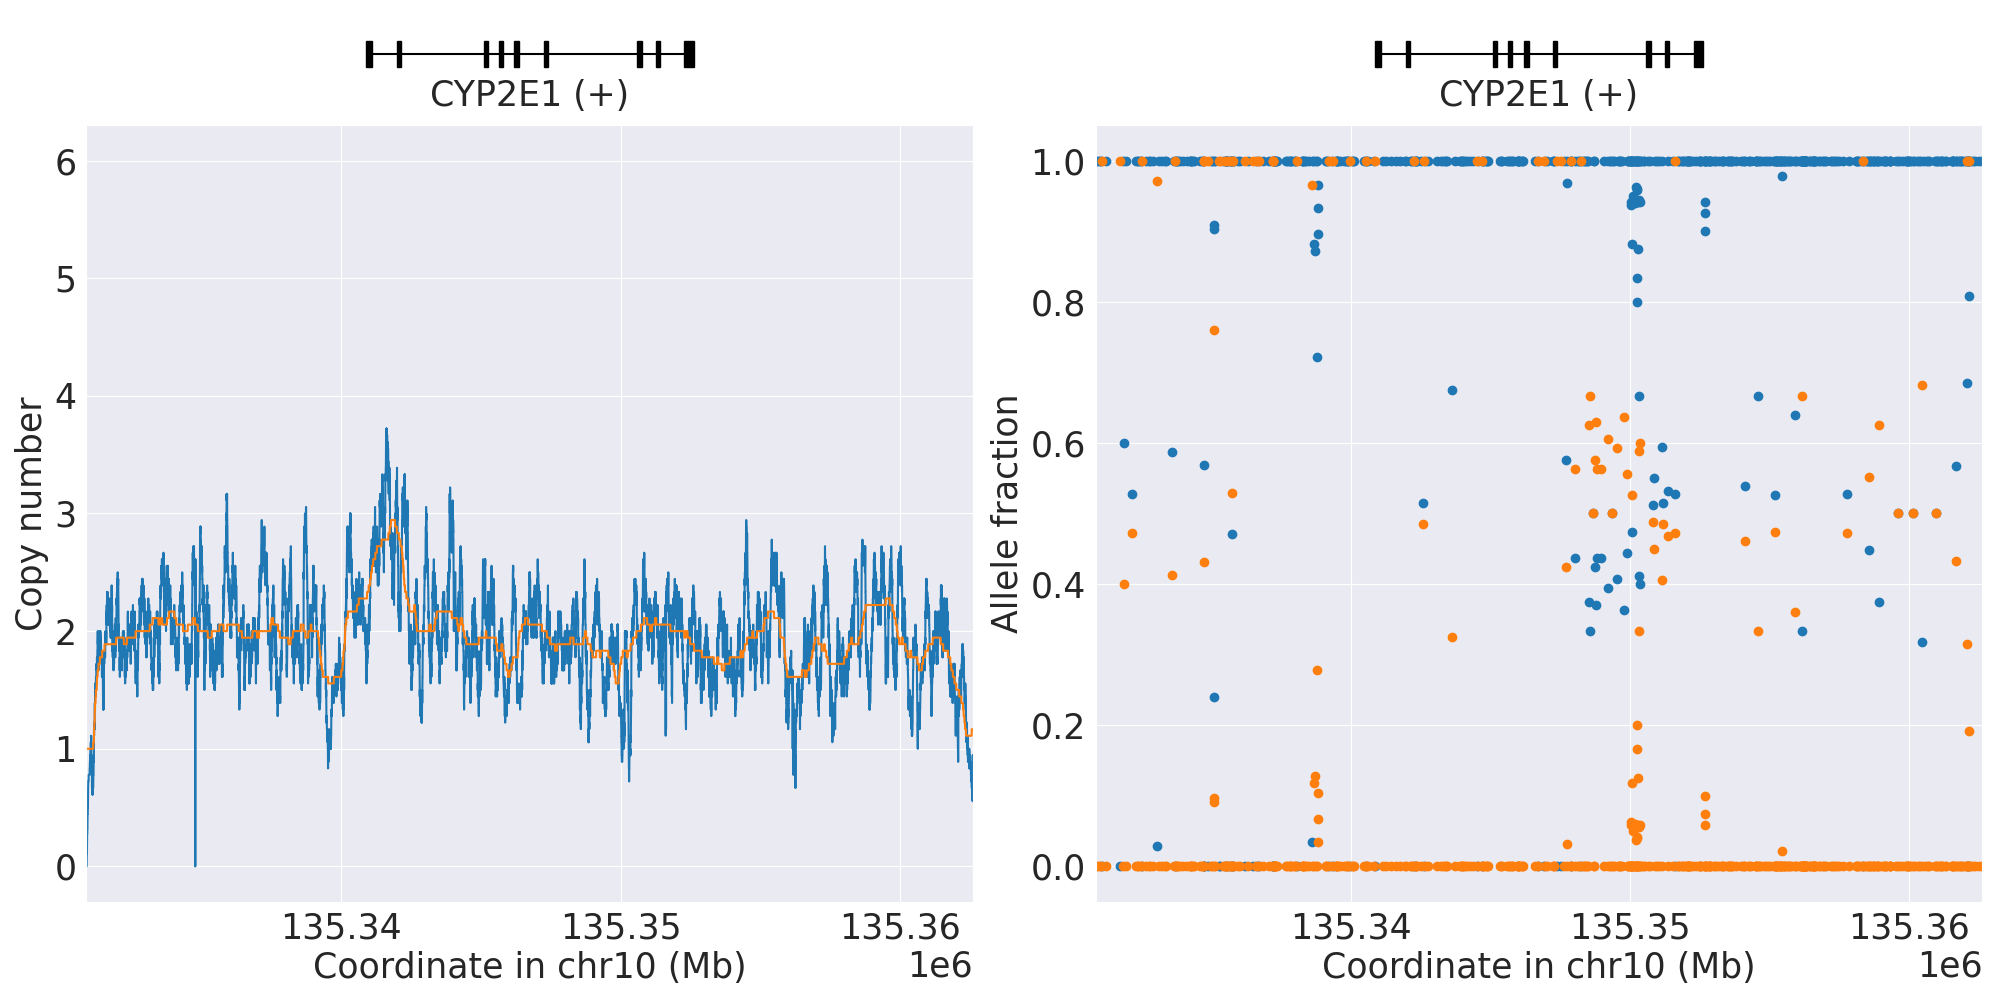 CYP2E1 (+)
Copy number
6
5
4
3
2
1
0
135.34 135.35 135.36
Coordinate in chr10 (Mb)
1e6
CYP2E1 (+)
Allele fraction
1.0
0.8
0.6
0.4
0.2
0.0
135.34 135.35 135.36
Coordinate in chr10 (Mb)
1e6